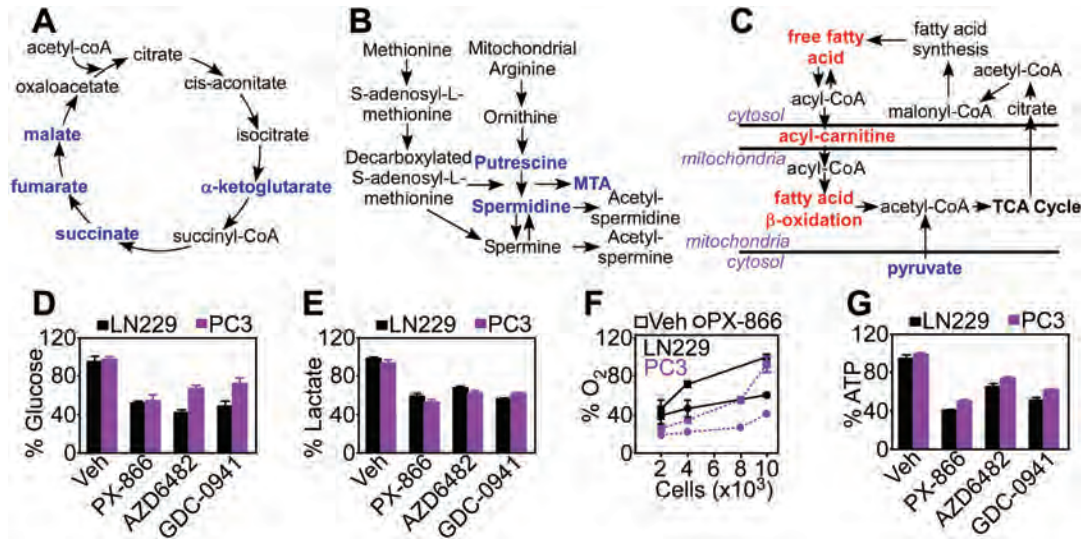 A
acetyl-coA
citrate
oxaloacetate
cis-aconitate
malate
isocitrate
fumarate
α-ketoglutarate
succinate
succinyl-CoA
B
Methionine
Mitochondrial
Arginine
S-adenosyl-L-
methionine
Ornithine
Decarboxylated
S-adenosyl-L-
methionine
Putrescine
MTA
Spermidine
Acetyl-
spermidine
Spermine
Acetyl-
spermine
C
free fatty
acid
fatty acid
synthesis
acetyl-CoA
acyl-CoA
malonyl-CoA
citrate
cytosol
acyl-carnitine
mitochondria
acyl-CoA
fatty acid
β-oxidation
acetyl-CoA
TCA Cycle
mitochondria
cytosol
pyruvate
D
LN229 PC3
% Glucose
120
80
40
0
Veh
PX-866
AZD6482
GDC-0941
E
LN229 PC3
% Lactate
120
80
40
0
Veh
PX-866
AZD6482
GDC-0941
F
Veh PX-866
LN229
PC3
% O2
120
80
40
0
2 4 6 8 10
Cells (x10³)
G
LN229 PC3
% ATP
120
80
40
0
Veh
PX-866
AZD6482
GDC-0941